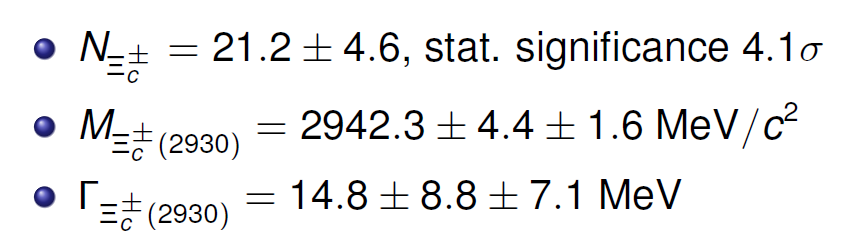 • N_{Ξ_c^±} = 21.2 ± 4.6, stat. significance 4.1σ
• M_{Ξ_c^±(2930)} = 2942.3 ± 4.4 ± 1.6 MeV/c²
• Γ_{Ξ_c^±(2930)} = 14.8 ± 8.8 ± 7.1 MeV